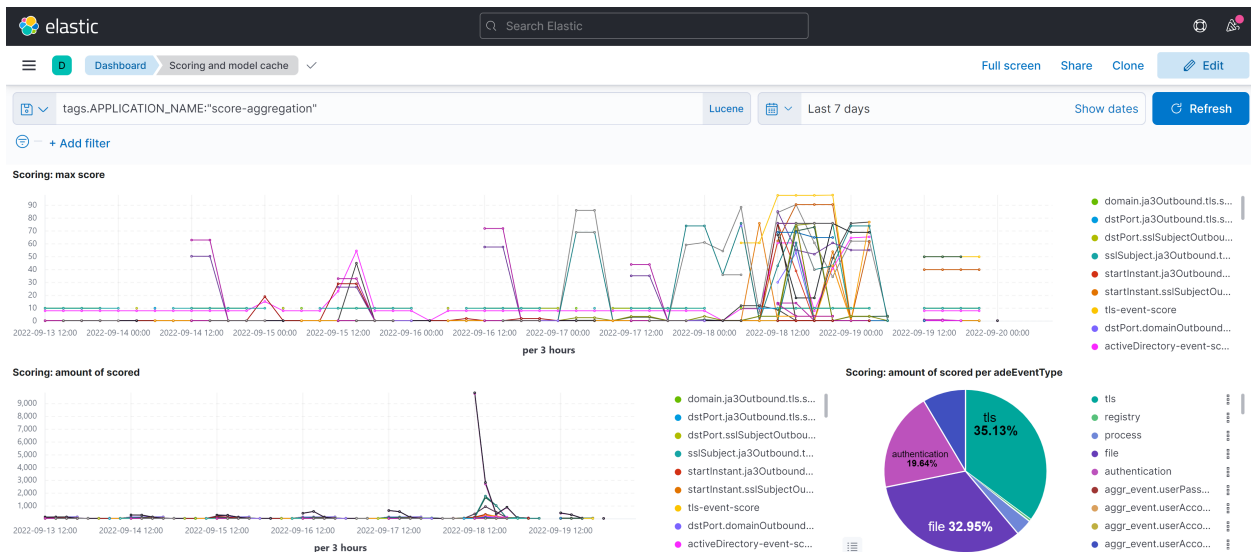 elastic
Search Elastic
D
Dashboard
Scoring and model cache
Full screen
Share
Clone
Edit
tags.APPLICATION_NAME:"score-aggregation"
Lucene
Last 7 days
Show dates
Refresh
+ Add filter
Scoring: max score
90
80
70
60
50
40
30
20
10
0
2022-09-13 12:00 2022-09-14 00:00 2022-09-14 12:00 2022-09-15 00:00 2022-09-15 12:00 2022-09-16 00:00 2022-09-16 12:00 2022-09-17 00:00 2022-09-17 12:00 2022-09-18 00:00 2022-09-18 12:00 2022-09-19 00:00 2022-09-19 12:00 2022-09-20 00:00
per 3 hours
domain.ja3Outbound.tls.s...
dstPort.ja3Outbound.tls.s...
dstPort.sslSubjectOutbou...
sslSubject.ja3Outbound.t...
startInstant.ja3Outbound...
startInstant.sslSubjectOu...
tls-event-score
dstPort.domainOutbound...
activeDirectory-event-sc...
Scoring: amount of scored
9,000
8,000
7,000
6,000
5,000
4,000
3,000
2,000
1,000
2022-09-13 12:00 2022-09-14 12:00 2022-09-15 12:00 2022-09-16 12:00 2022-09-17 12:00 2022-09-18 12:00 2022-09-19 12:00
per 3 hours
domain.ja3Outbound.tls.s...
dstPort.ja3Outbound.tls.s...
dstPort.sslSubjectOutbou...
sslSubject.ja3Outbound.t...
startInstant.ja3Outbound...
startInstant.sslSubjectOu...
tls-event-score
dstPort.domainOutbound...
activeDirectory-event-sc...
Scoring: amount of scored per adeEventType
tls
35.13%
authentication
19.64%
file 32.95%
tls
registry
process
file
authentication
aggr_event.userPass...
aggr_event.userAcco...
aggr_event.userAcco...
aggr_event.userAcco...